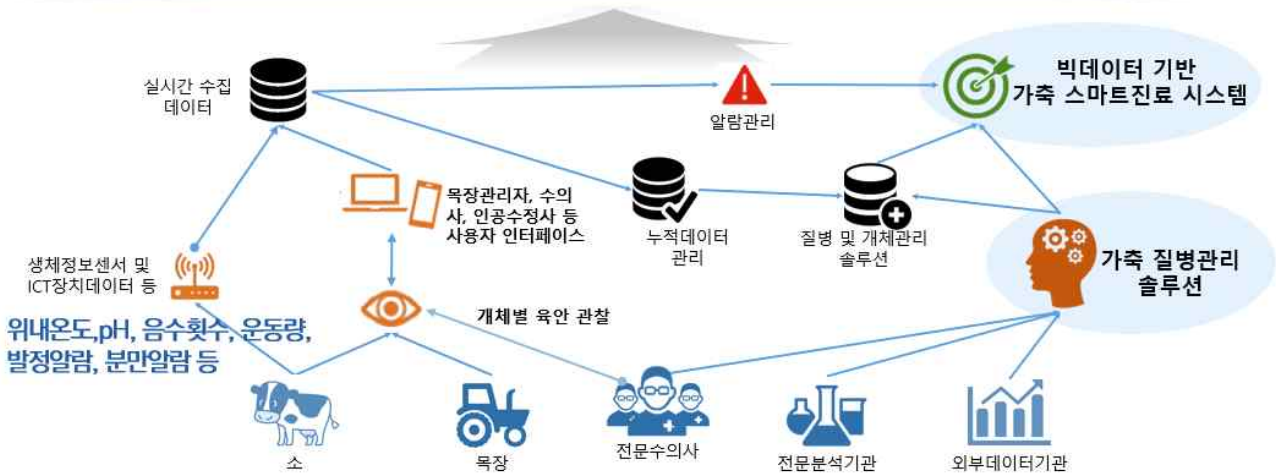 실시간 수집
데이터
알람관리
빅데이터 기반
가축 스마트진료 시스템
목장관리자, 수의
사, 인공수정사 등
사용자 인터페이스
누적데이터
관리
질병 및 개체관리
솔루션
생체정보센서 및
ICT장치데이터 등
가축 질병관리
솔루션
위내온도,pH, 음수횟수, 운동량,
발정알람, 분만알람 등
개체별 육안 관찰
소
목장
전문수의사
전문분석기관
외부데이터기관